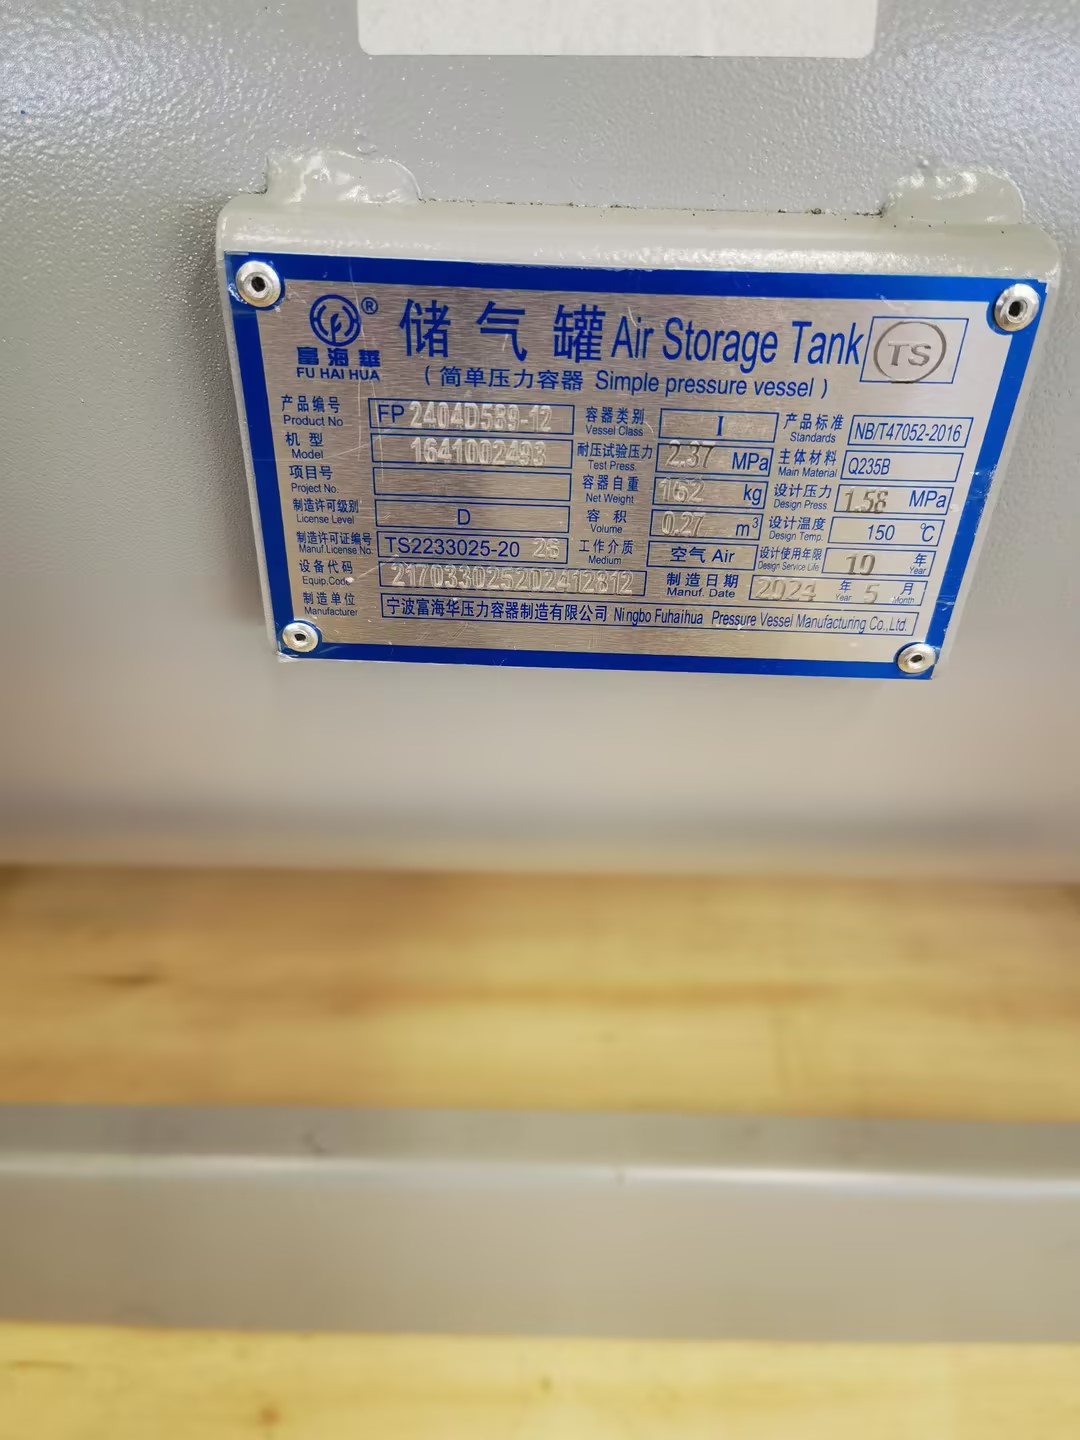 富海華® 储气罐 Air Storage Tank TS
FU HAI HUA （简单压力容器 Simple pressure vessel）
产品编号 Product No FP 2404D589-12 容器类别 Vessel Class I 产品标准 Standards NB/T47052-2016
机型 Model 1641002493 耐压试验压力 Test Press. 2.37 MPa 主体材料 Main Material Q235B
项目号 Project No. 容器自重 Net Weight 162 kg 设计压力 Design Press. 1.58 MPa
制造许可级别 License Level D 容积 Volume 0.27 m³ 设计温度 Design Temp. 150 ℃
制造许可证编号 Manuf.License No. TS2233025-20 26 工作介质 Medium 空气 Air 设计使用年限 Design Service Life 10 年 Year
设备代码 Equip.Code 217033025202412812 制造日期 Manuf. Date 2024 年 Year 5 月 Month
制造单位 Manufacturer 宁波富海华压力容器制造有限公司 Ningbo Fuhaihua Pressure Vessel Manufacturing Co.,Ltd.